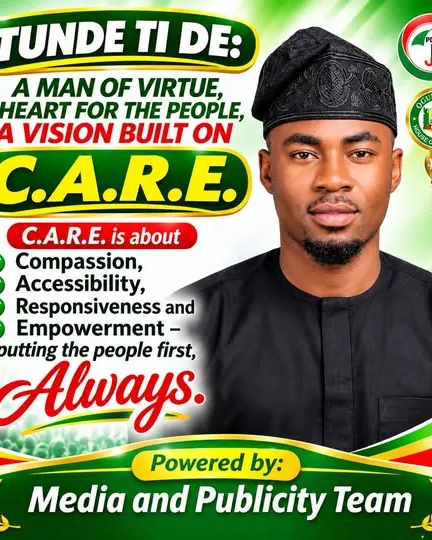 TUNDE TI DE:
A MAN OF VIRTUE,
HEART FOR THE PEOPLE,
A VISION BUILT ON
C.A.R.E.
C.A.R.E. is about
Compassion,
Accessibility,
Responsiveness and
Empowerment –
putting the people first,
Always.
Powered by:
Media and Publicity Team